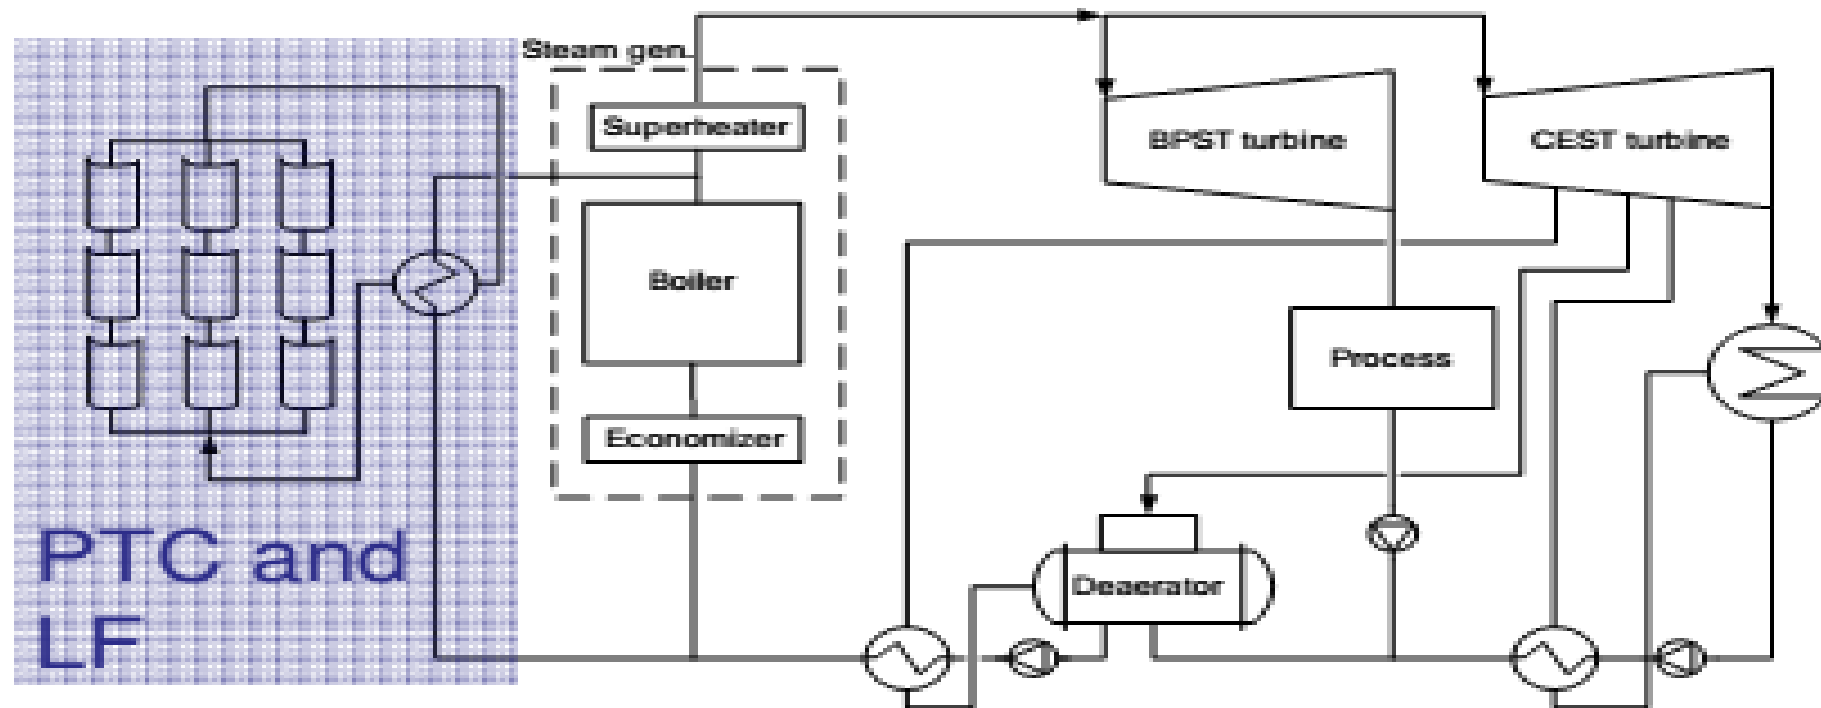 Steam gen.
Superheater
BPST turbine
CEST turbine
Boiler
Process
Economizer
PTC and
LF
Deaerator